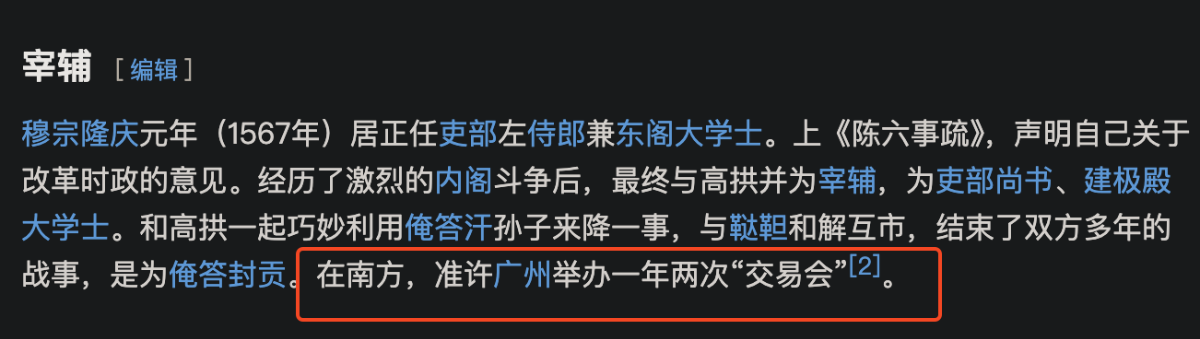 宰辅 [编辑]
穆宗隆庆元年（1567年）居正任吏部左侍郎兼东阁大学士。上《陈六事疏》，声明自己关于
改革时政的意见。经历了激烈的内阁斗争后，最终与高拱并为宰辅，为吏部尚书、建极殿
大学士。和高拱一起巧妙利用俺答汗孙子来降一事，与鞑靼和解互市，结束了双方多年的
战事，是为俺答封贡。在南方，准许广州举办一年两次“交易会”[2]。